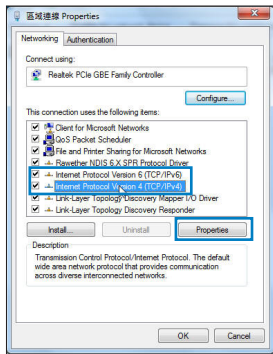 區域連線 Properties
Networking
Authentication
Connect using:
Realtek PCIe GBE Family Controller
Configure...
This connection uses the following items:
Client for Microsoft Networks
QoS Packet Scheduler
File and Printer Sharing for Microsoft Networks
Rawether NDIS 6.X SPR Protocol Driver
Internet Protocol Version 6 (TCP/IPv6)
Internet Protocol Version 4 (TCP/IPv4)
Link-Layer Topology Discovery Mapper I/O Driver
Link-Layer Topology Discovery Responder
Install...
Uninstall
Properties
Description
Transmission Control Protocol/Internet Protocol. The default
wide area network protocol that provides communication
across diverse interconnected networks.
OK
Cancel